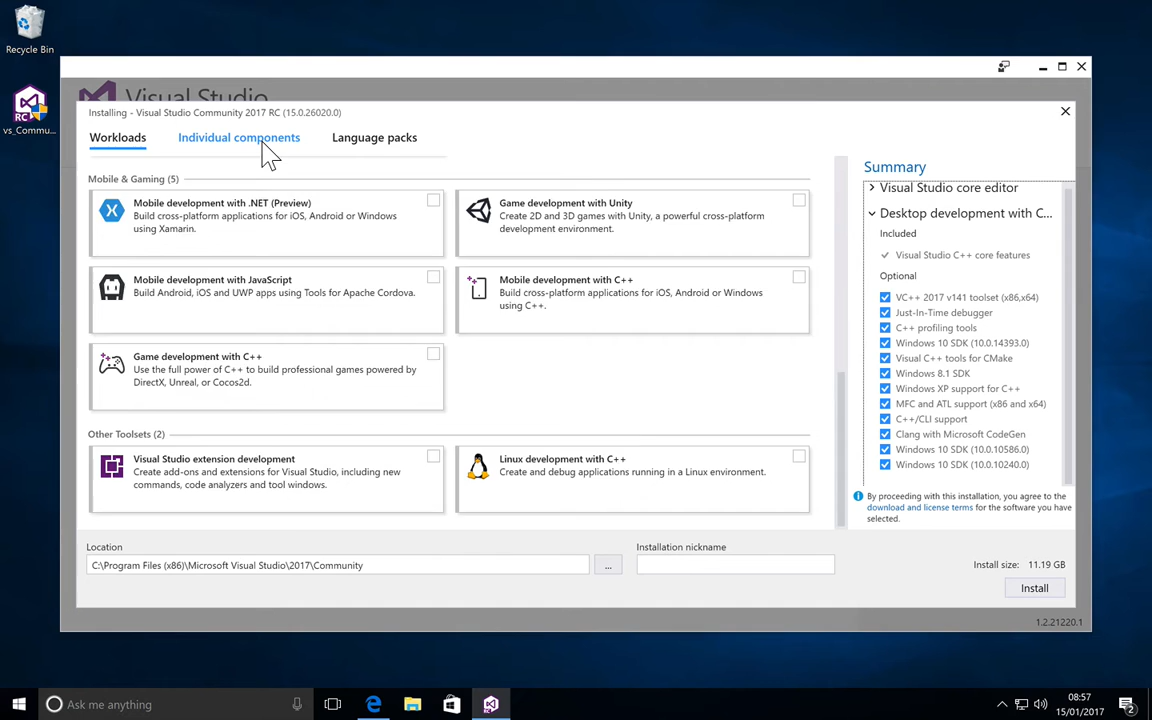 Recycle Bin
RC
vs_Commu...
Visual Studio
Installing - Visual Studio Community 2017 RC (15.0.26020.0)
Workloads
Individual components
Language packs
Mobile & Gaming (5)
Mobile development with .NET (Preview)
Build cross-platform applications for iOS, Android or Windows
using Xamarin.
Game development with Unity
Create 2D and 3D games with Unity, a powerful cross-platform
development environment.
Mobile development with JavaScript
Build Android, iOS and UWP apps using Tools for Apache Cordova.
Mobile development with C++
Build cross-platform applications for iOS, Android or Windows
using C++.
Game development with C++
Use the full power of C++ to build professional games powered by
DirectX, Unreal, or Cocos2d.
Other Toolsets (2)
Visual Studio extension development
Create add-ons and extensions for Visual Studio, including new
commands, code analyzers and tool windows.
Linux development with C++
Create and debug applications running in a Linux environment.
Summary
Visual Studio core editor
Desktop development with C...
Included
Visual Studio C++ core features
Optional
VC++ 2017 v141 toolset (x86,x64)
Just-In-Time debugger
C++ profiling tools
Windows 10 SDK (10.0.14393.0)
Visual C++ tools for CMake
Windows 8.1 SDK
Windows XP support for C++
MFC and ATL support (x86 and x64)
C++/CLI support
Clang with Microsoft CodeGen
Windows 10 SDK (10.0.10586.0)
Windows 10 SDK (10.0.10240.0)
By proceeding with this installation, you agree to the
download and license terms for the software you have
selected.
Location
C:\Program Files (x86)\Microsoft Visual Studio\2017\Community
...
Installation nickname
Install size: 11.19 GB
Install
1.2.21220.1
Ask me anything
08:57
15/01/2017
2